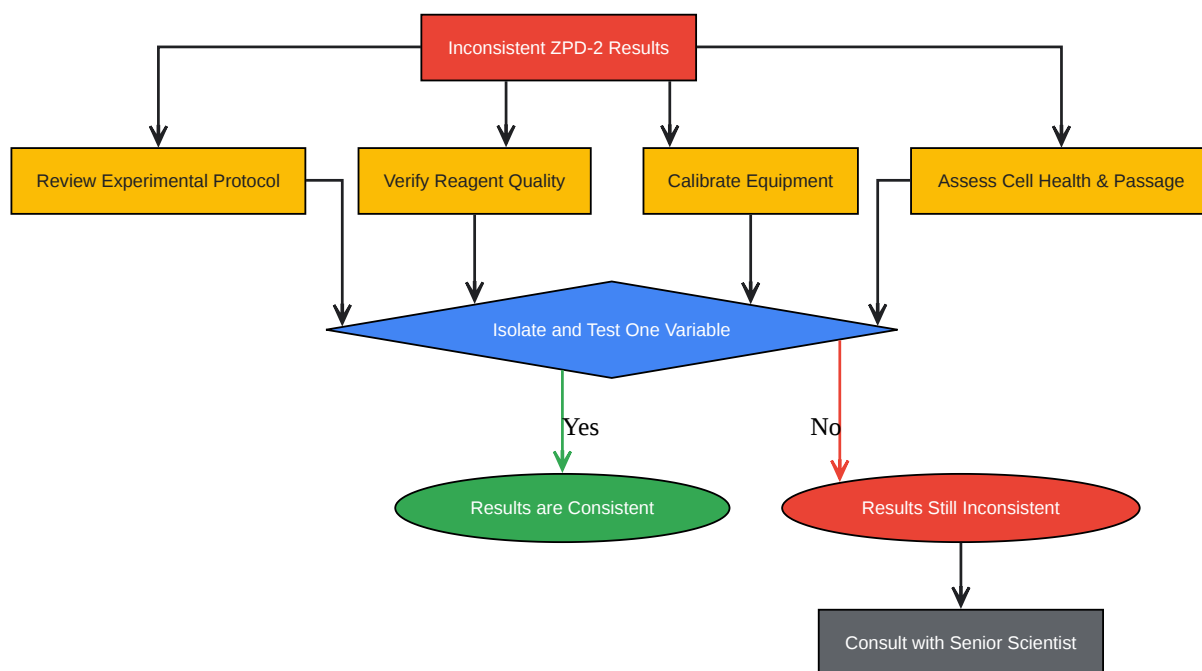 Inconsistent ZPD-2 Results
Review Experimental Protocol
Verify Reagent Quality
Calibrate Equipment
Assess Cell Health & Passage
Isolate and Test One Variable
Yes
No
Results are Consistent
Results Still Inconsistent
Consult with Senior Scientist